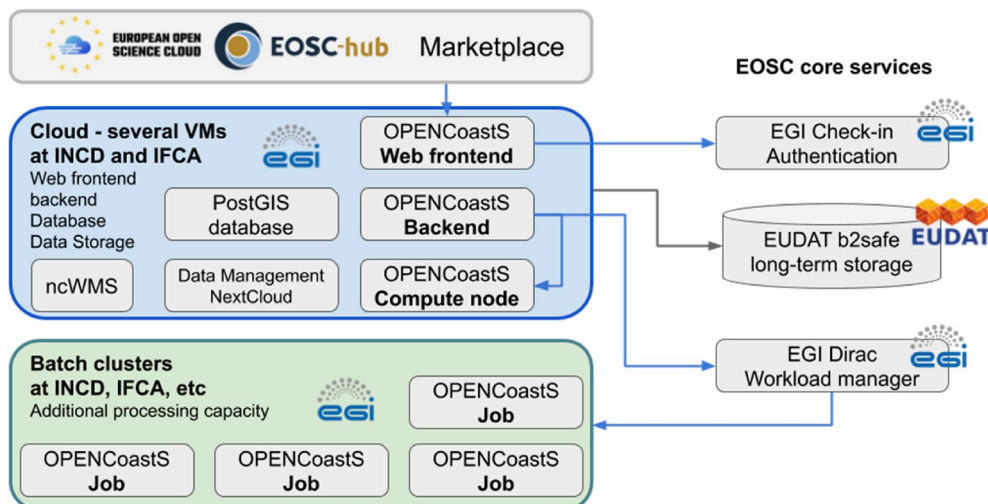 EUROPEAN OPEN
SCIENCE CLOUD
EOSC-hub
Marketplace
EOSC core services
Cloud - several VMs
at INCD and IFCA
Web frontend
backend
Database
Data Storage
eGi
OPENCoastS
Web frontend
PostGIS
database
OPENCoastS
Backend
ncWMS
Data Management
NextCloud
OPENCoastS
Compute node
EGI Check-in
Authentication
eGi
EUDAT b2safe
long-term storage
EUDAT
EGI Dirac
Workload manager
eGi
Batch clusters
at INCD, IFCA, etc
Additional processing capacity
eGi
OPENCoastS
Job
OPENCoastS
Job
OPENCoastS
Job
OPENCoastS
Job